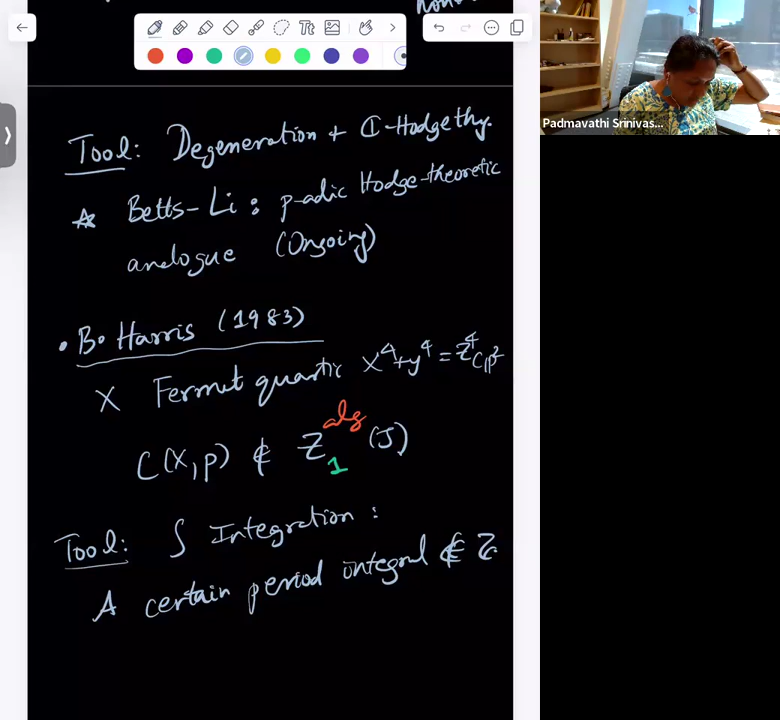 Tool: Degeneration + ℂ-Hodge thy.
☆ Betts-Li: p-adic Hodge-theoretic
analogue (Ongoing)
• B. Harris (1983)
X Fermat quartic X⁴+y⁴=Z⁴⊂ℙ²
C(X,p) ∉ Z₁^alg (J)
Tool: ∫ Integration:
A certain period integral ∉ ℤ
Padmavathi Srinivas...